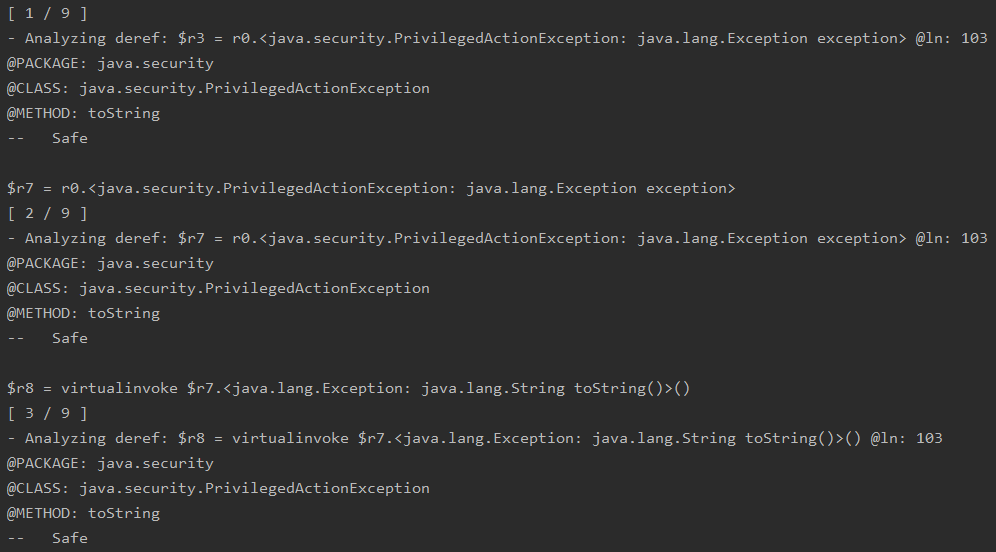 [ 1 / 9 ]
- Analyzing deref: $r3 = r0.<java.security.PrivilegedActionException: java.lang.Exception exception> @ln: 103
@PACKAGE: java.security
@CLASS: java.security.PrivilegedActionException
@METHOD: toString
--   Safe

$r7 = r0.<java.security.PrivilegedActionException: java.lang.Exception exception>
[ 2 / 9 ]
- Analyzing deref: $r7 = r0.<java.security.PrivilegedActionException: java.lang.Exception exception> @ln: 103
@PACKAGE: java.security
@CLASS: java.security.PrivilegedActionException
@METHOD: toString
--   Safe

$r8 = virtualinvoke $r7.<java.lang.Exception: java.lang.String toString()>()
[ 3 / 9 ]
- Analyzing deref: $r8 = virtualinvoke $r7.<java.lang.Exception: java.lang.String toString()>() @ln: 103
@PACKAGE: java.security
@CLASS: java.security.PrivilegedActionException
@METHOD: toString
--   Safe